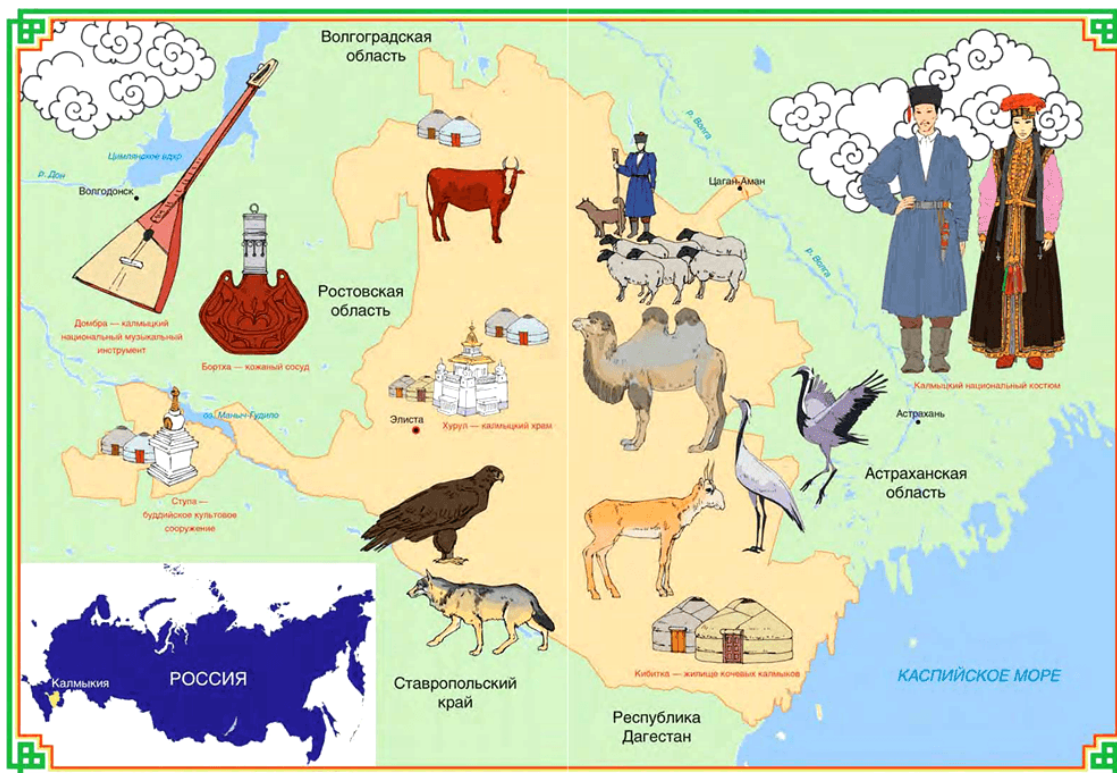 Волгоградская
область
Цимлянское вдхр
р. Дон
Волгодонск
р. Волга
Цаган-Аман
р. Волга
Ростовская
область
Домбра — калмыцкий
национальный музыкальный
инструмент
Бортха — кожаный сосуд
Калмыцкий национальный костюм
оз. Маныч-Гудило
Элиста
Хурул — калмыцкий храм
Астрахань
Астраханская
область
Ступа —
буддийское культовое
сооружение
Калмыкия
РОССИЯ
Ставропольский
край
Кибитка — жилище кочевых калмыков
КАСПИЙСКОЕ МОРЕ
Республика
Дагестан